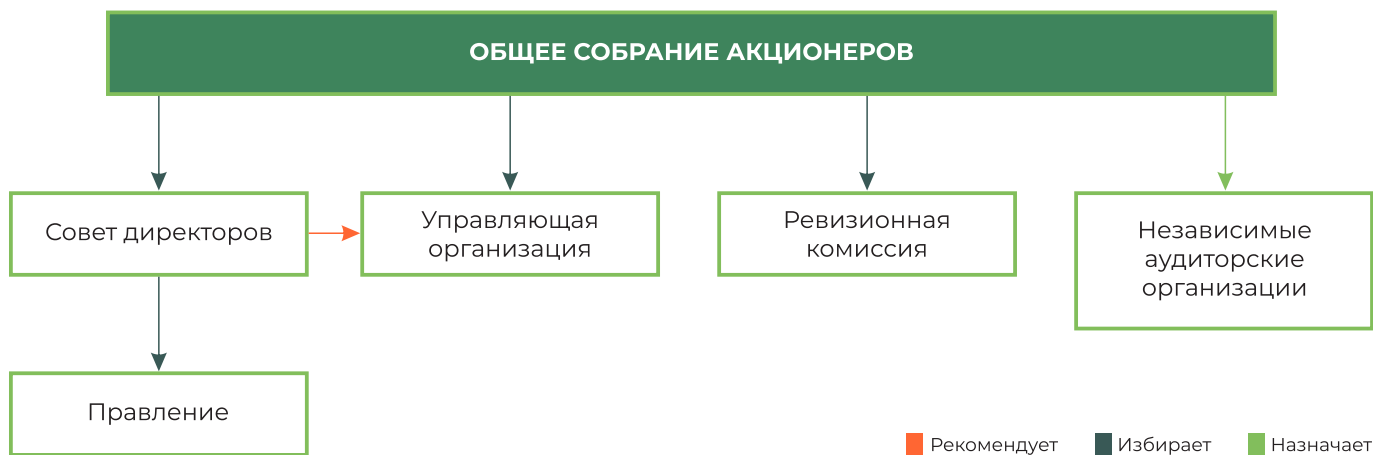 ОБЩЕЕ СОБРАНИЕ АКЦИОНЕРОВ
Совет директоров
Управляющая
организация
Ревизионная
комиссия
Независимые
аудиторские
организации
Правление
Рекомендует
Избирает
Назначает